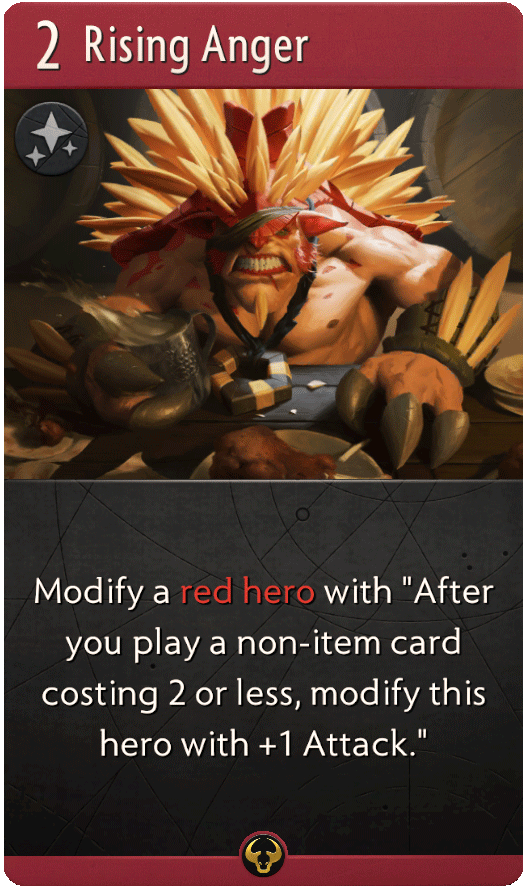 2 Rising Anger
Modify a red hero with "After
you play a non-item card
costing 2 or less, modify this
hero with +1 Attack."